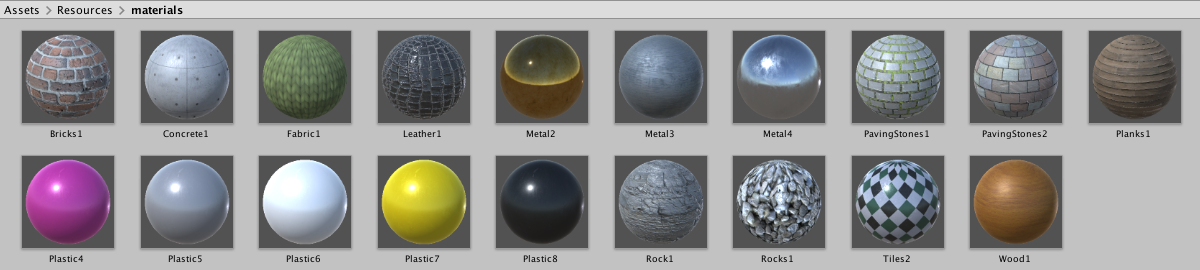 Assets > Resources > materials
Bricks1 Concrete1 Fabric1 Leather1 Metal2 Metal3 Metal4 PavingStones1 PavingStones2 Planks1
Plastic4 Plastic5 Plastic6 Plastic7 Plastic8 Rock1 Rocks1 Tiles2 Wood1